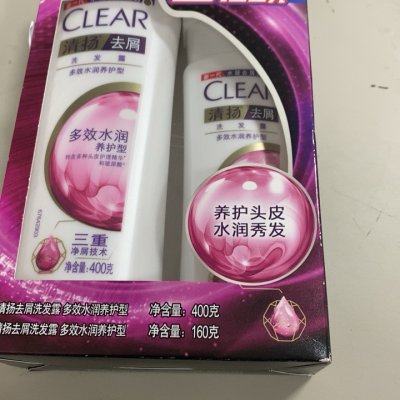 CLEAR
清扬 去屑
洗发露
多效水润养护型
多效水润
养护型
三重
净屑技术
净含量:400克
CLEAR
清扬 去屑
洗发露
多效水润养护型
养护头皮
水润秀发
清扬去屑洗发露 多效水润养护型 净含量: 400克
清扬去屑洗发露 多效水润养护型 净含量: 160克